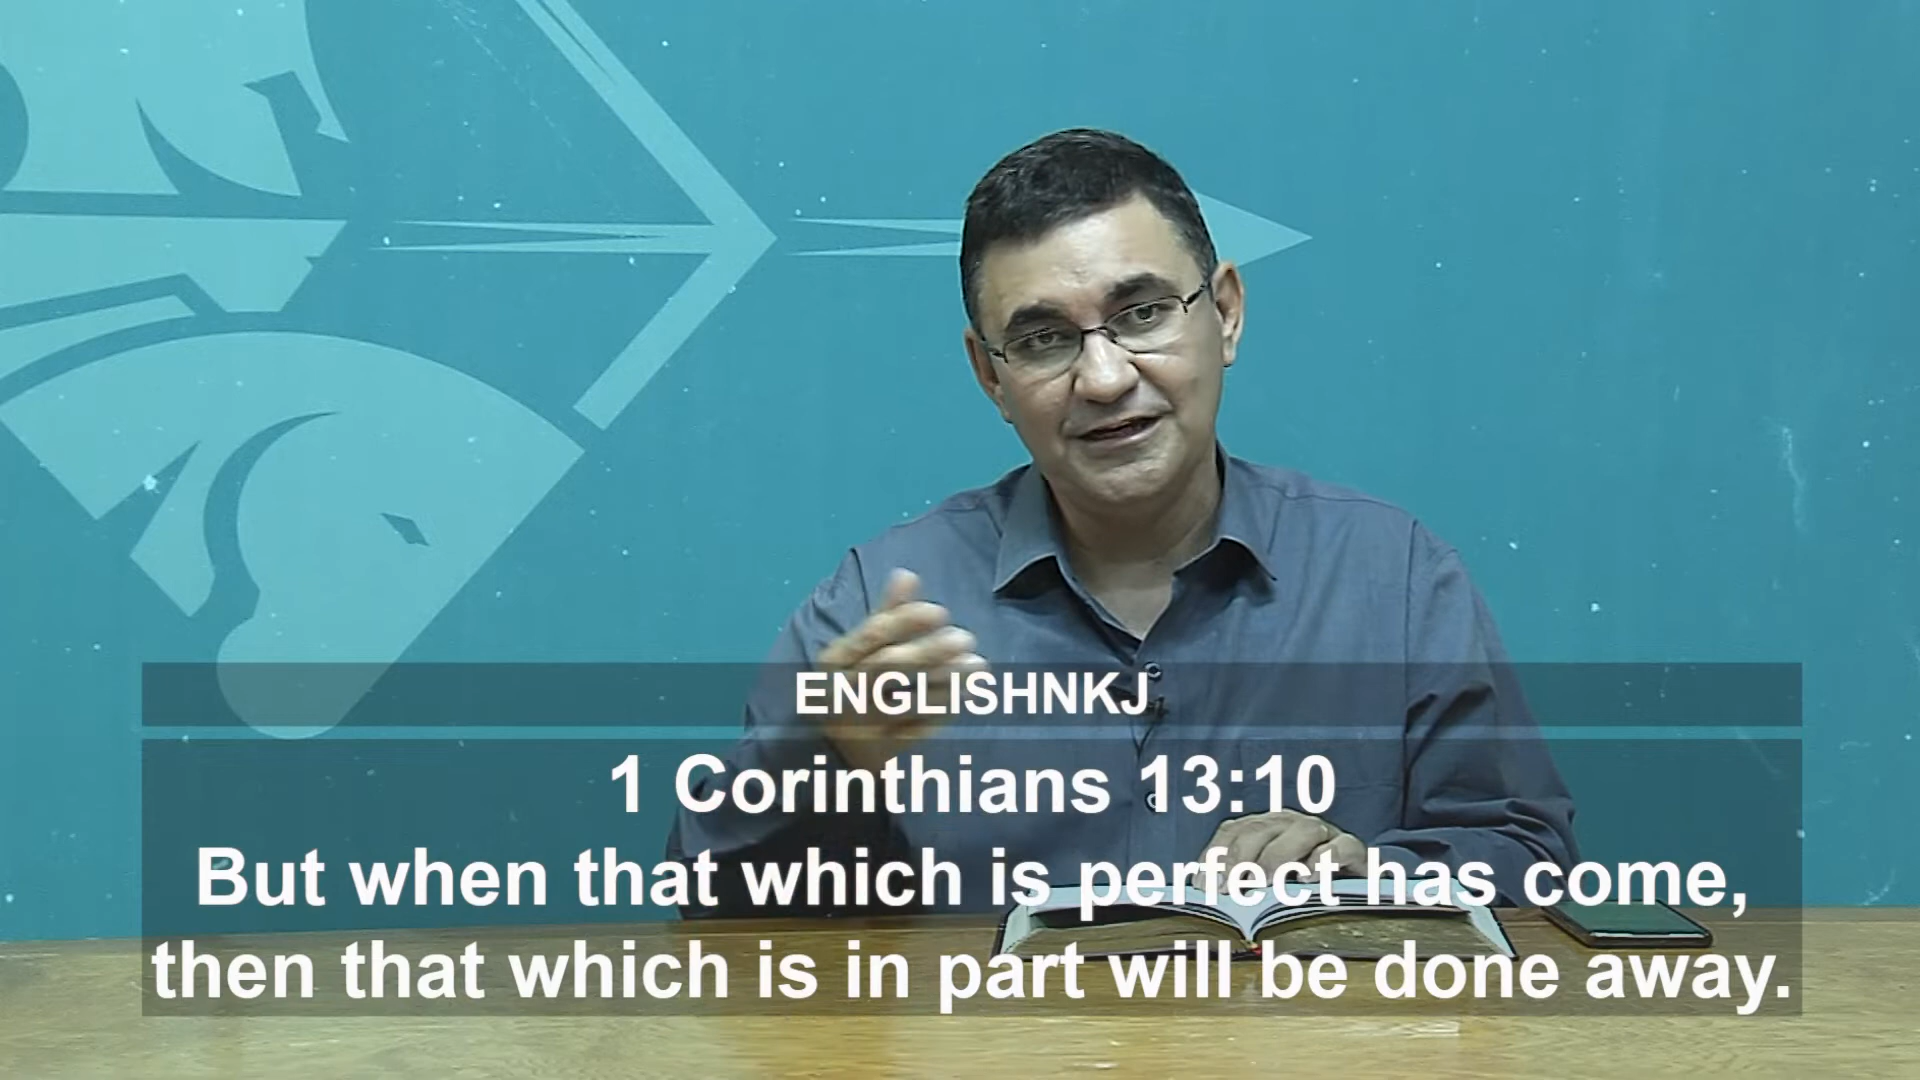 ENGLISHNKJ
1 Corinthians 13:10
But when that which is perfect has come,
then that which is in part will be done away.